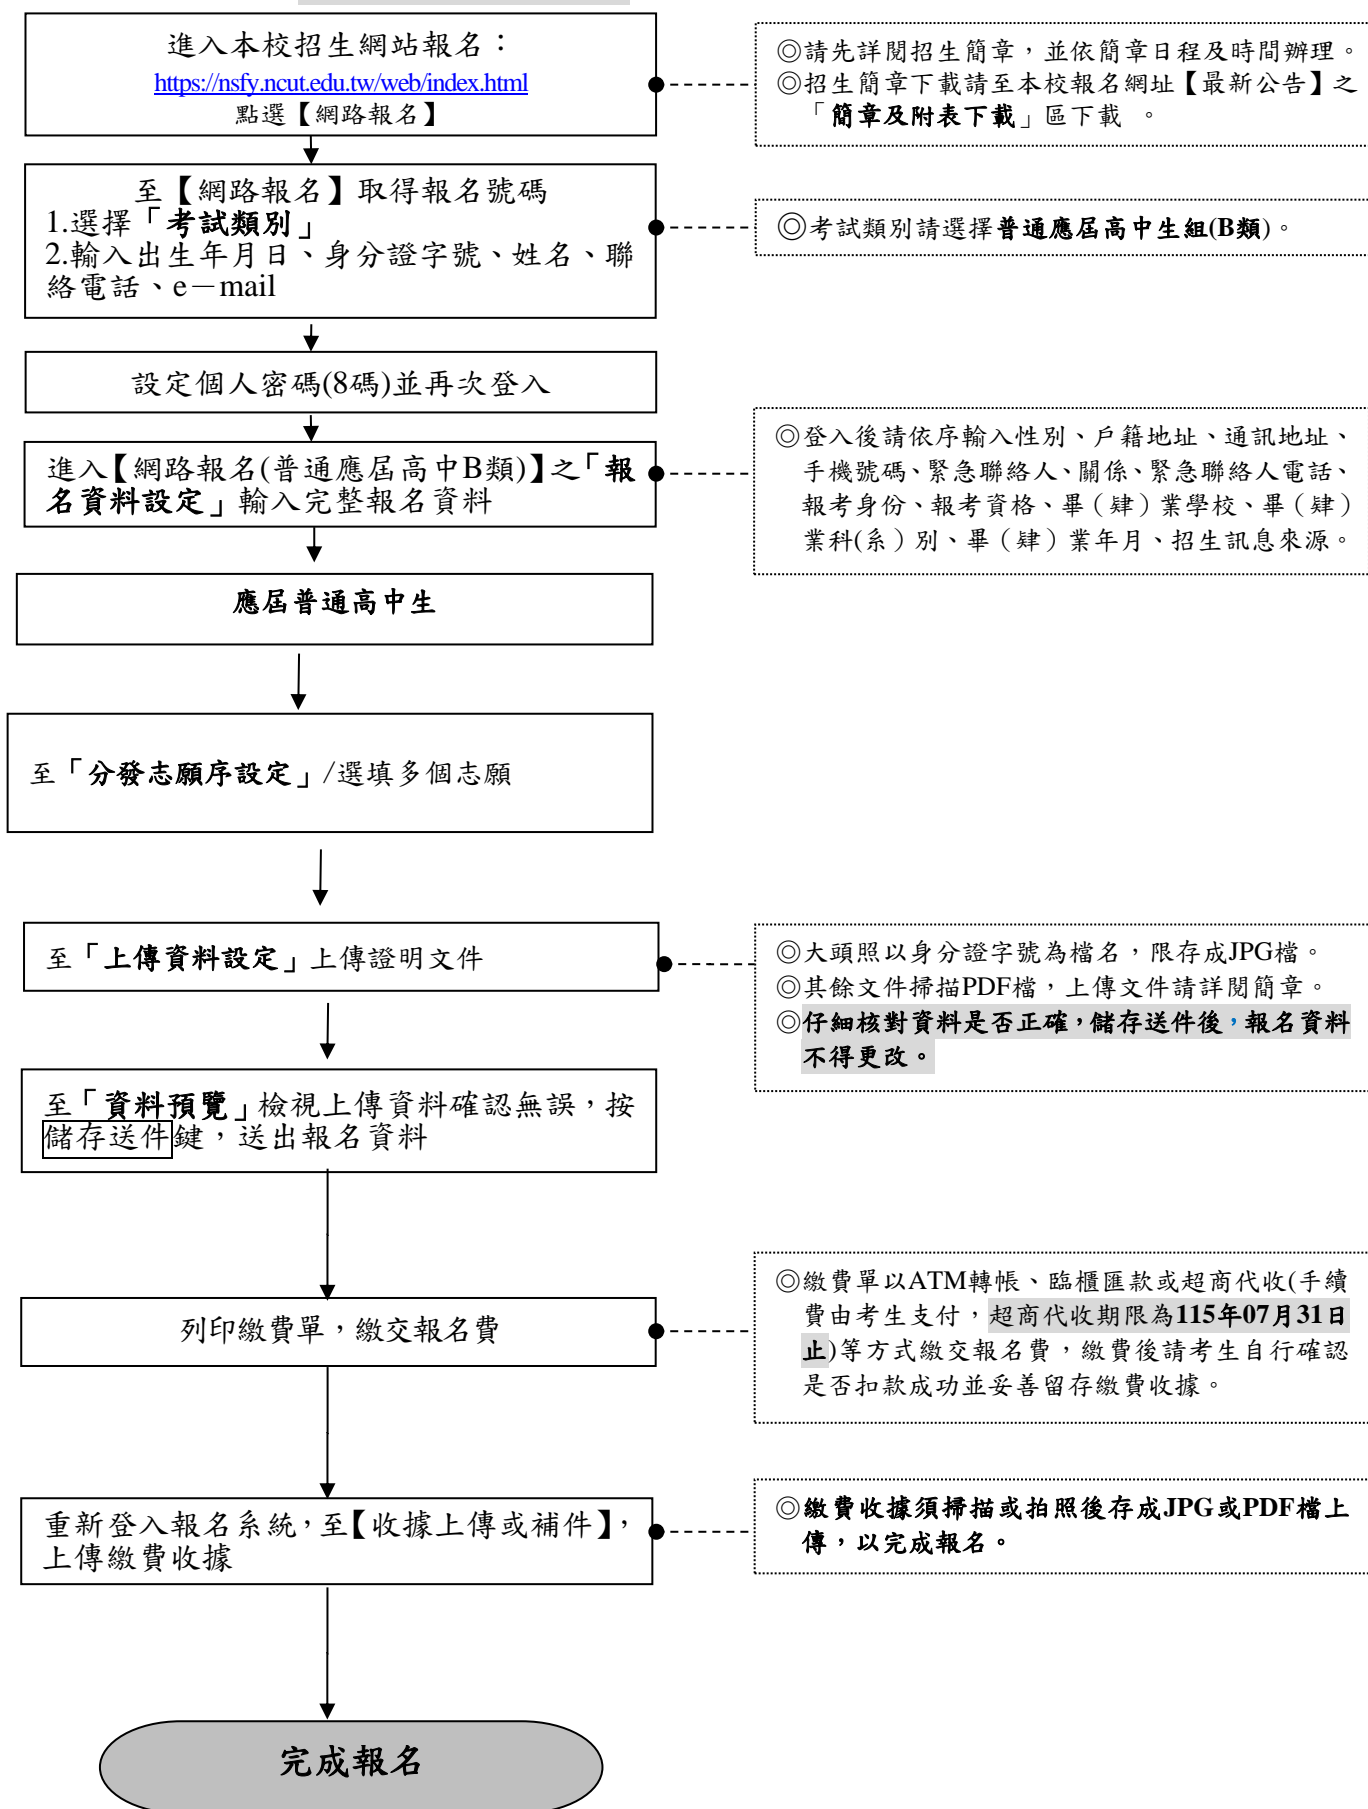 進入本校招生網站報名：
https://nsfy.ncut.edu.tw/web/index.html
點選【網路報名】
◎請先詳閱招生簡章，並依簡章日程及時間辦理。
◎招生簡章下載請至本校報名網址【最新公告】之
「簡章及附表下載」區下載 。
至【網路報名】取得報名號碼
1.選擇「考試類別」
2.輸入出生年月日、身分證字號、姓名、聯
絡電話、e－mail
◎考試類別請選擇普通應屆高中生組(B類)。
設定個人密碼(8碼)並再次登入
進入【網路報名(普通應屆高中B類)】之「報
名資料設定」輸入完整報名資料
◎登入後請依序輸入性別、戶籍地址、通訊地址、
手機號碼、緊急聯絡人、關係、緊急聯絡人電話、
報考身份、報考資格、畢（肄）業學校、畢（肄）
業科(系）別、畢（肄）業年月、招生訊息來源。
應屆普通高中生
至「分發志願序設定」/選填多個志願
至「上傳資料設定」上傳證明文件
◎大頭照以身分證字號為檔名，限存成JPG檔。
◎其餘文件掃描PDF檔，上傳文件請詳閱簡章。
◎仔細核對資料是否正確，儲存送件後，報名資料
不得更改。
至「資料預覽」檢視上傳資料確認無誤，按
儲存送件鍵，送出報名資料
列印繳費單，繳交報名費
◎繳費單以ATM轉帳、臨櫃匯款或超商代收(手續
費由考生支付，超商代收期限為115年07月31日
止)等方式繳交報名費，繳費後請考生自行確認
是否扣款成功並妥善留存繳費收據。
重新登入報名系統，至【收據上傳或補件】，
上傳繳費收據
◎繳費收據須掃描或拍照後存成JPG或PDF檔上
傳，以完成報名。
完成報名